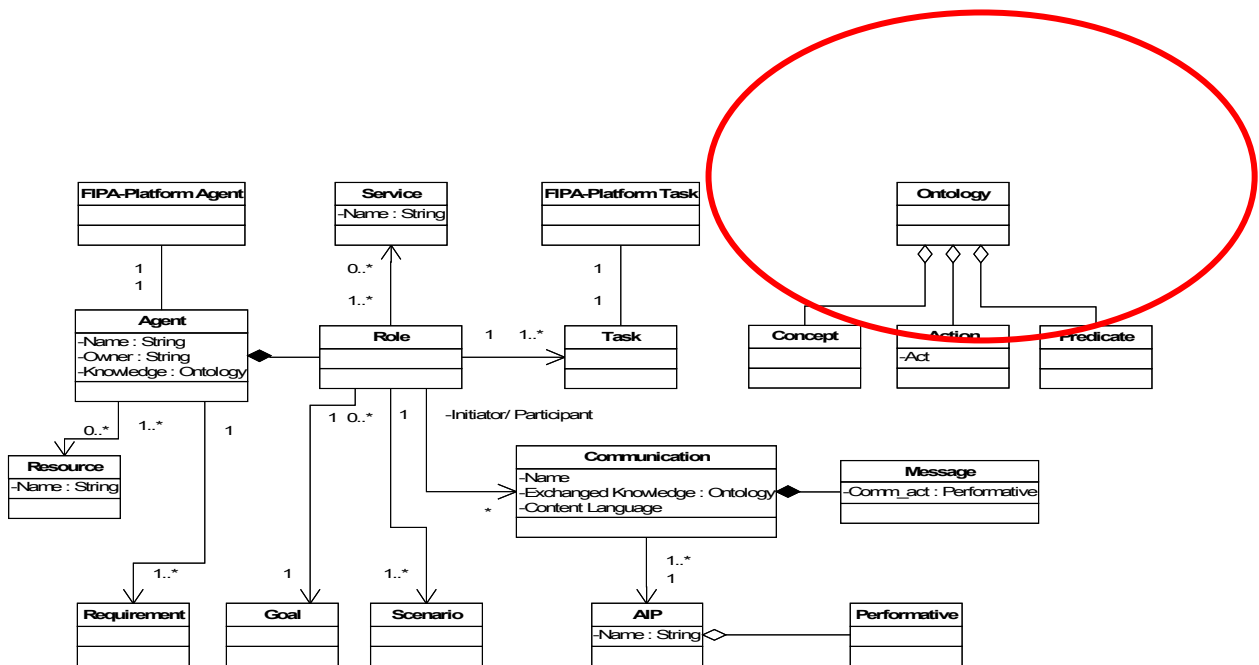 FIPA-Platform Agent
Service
-Name : String
FIPA-Platform Task
Ontology
1
1
0..*
1..*
1
1
Agent
-Name : String
-Owner : String
-Knowledge : Ontology
Role
1
1..*
Task
Concept
Action
-Act
Predicate
0..*
1..*
1
1
0..*
1
-Initiator/ Participant
*
Resource
-Name : String
Communication
-Name
-Exchanged Knowledge : Ontology
-Content Language
Message
-Comm_act : Performative
1..*
1
1..*
1..*
1
Requirement
Goal
Scenario
AIP
-Name : String
Performative